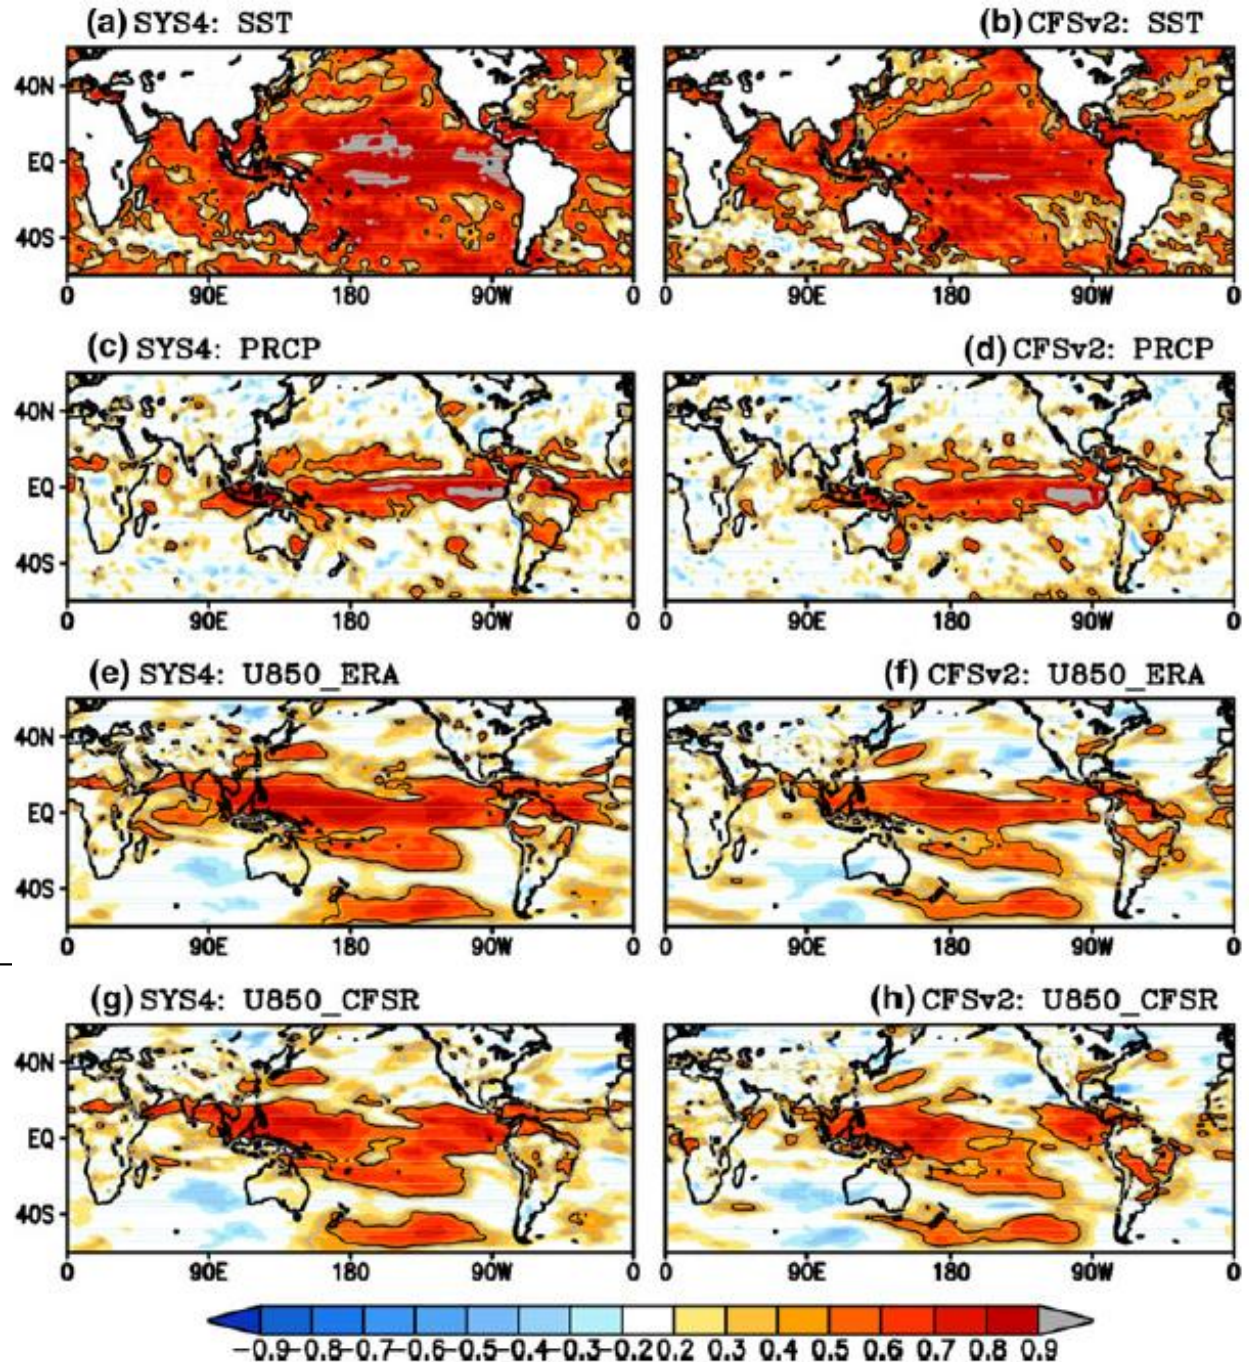 (a) SYS4: SST
(b) CFSv2: SST
40N
EQ
40S
0 90E 180 90W 0
0 90E 180 90W 0
(c) SYS4: PRCP
(d) CFSv2: PRCP
40N
EQ
40S
0 90E 180 90W 0
0 90E 180 90W 0
(e) SYS4: U850_ERA
(f) CFSv2: U850_ERA
40N
EQ
40S
0 90E 180 90W 0
0 90E 180 90W 0
(g) SYS4: U850_CFSR
(h) CFSv2: U850_CFSR
40N
EQ
40S
0 90E 180 90W 0
0 90E 180 90W 0
-0.9 -0.8 -0.7 -0.6 -0.5 -0.4 -0.3 -0.2 0.2 0.3 0.4 0.5 0.6 0.7 0.8 0.9